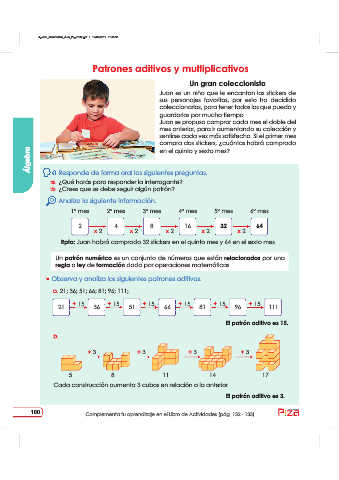 Patrones aditivos y multiplicativos
Un gran coleccionista
Juan es un niño que le encantan los stickers de
sus personajes favoritos, por esto ha decidido
coleccionarlos, para tener todos los que pueda y
guardarlos por mucho tiempo
Juan se propuso comprar cada mes el doble del
mes anterior, para ir aumentando su colección y
sentirse cada vez más satisfecho. Si el primer mes
compra dos stickers, ¿cuántos habrá comprado
en el quinto y sexto mes?
Álgebra
Responde de forma oral las siguientes preguntas.
¿Qué harás para responder la interrogante?
¿Crees que se debe seguir algún patrón?
Analiza la siguiente información.
1º mes 2º mes 3º mes 4º mes 5º mes 6º mes
2 4 8 16 32 64
x 2 x 2 x 2 x 2 x 2
Rpta: Juan habrá comprado 32 stickers en el quinto mes y 64 en el sexto mes
Un patrón numérico es un conjunto de números que están relacionados por una
regla o ley de formación dada por operaciones matemáticas
• Observa y analiza los siguientes patrones aditivos.
a. 21; 36; 51; 66; 81; 96; 111;
+ 15 + 15 + 15 + 15 + 15 + 15
21 36 51 66 81 96 111
El patrón aditivo es 15.
b.
+ 3 + 3 + 3 + 3
5 8 11 14 17
Cada construcción aumenta 3 cubos en relación a la anterior
El patrón aditivo es 3.
100
Complementa tu aprendizaje en el Libro de Actividades (pág. 132 - 133)